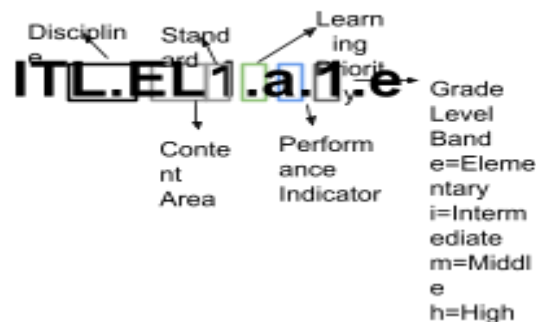 Disciplin
e
Stand
ard
Learn
ing
Priorit
y
ITL.EL1.a.1.e
Conte
nt
Area
Perform
ance
Indicator
Grade
Level
Band
e=Eleme
ntary
i=Interm
ediate
m=Middl
e
h=High